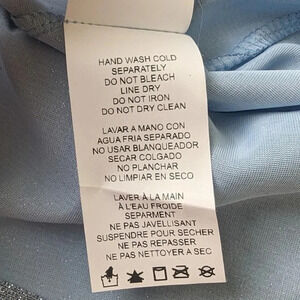 HAND WASH COLD
SEPARATELY
DO NOT BLEACH
LINE DRY
DO NOT IRON
DO NOT DRY CLEAN
LAVAR A MANO CON
AGUA FRIA SEPARADO
NO USAR BLANQUEADOR
SECAR COLGADO
NO PLANCHAR
NO LIMPIAR EN SECO
LAVER À LA MAIN
À L'EAU FROIDE
SEPARMENT
NE PAS JAVELLISANT
SUSPENDRE POUR SECHER
NE PAS REPASSER
NE PAS NETTOYER A SEC